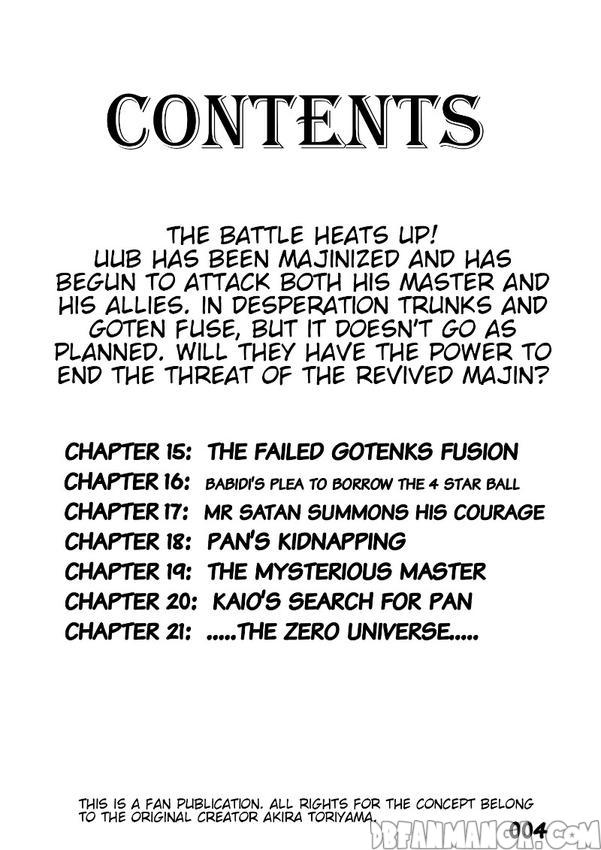 CONTENTS
THE BATTLE HEATS UP!
UUB HAS BEEN MAJINIZED AND HAS
BEGUN TO ATTACK BOTH HIS MASTER AND
HIS ALLIES. IN DESPERATION TRUNKS AND
GOTEN FUSE, BUT IT DOESN'T GO AS
PLANNED. WILL THEY HAVE THE POWER TO
END THE THREAT OF THE REVIVED MAJIN?
CHAPTER 15: THE FAILED GOTENKS FUSION
CHAPTER 16: BABIDI'S PLEA TO BORROW THE 4 STAR BALL
CHAPTER 17: MR SATAN SUMMONS HIS COURAGE
CHAPTER 18: PAN'S KIDNAPPING
CHAPTER 19: THE MYSTERIOUS MASTER
CHAPTER 20: KAIO'S SEARCH FOR PAN
CHAPTER 21: .....THE ZERO UNIVERSE.....
THIS IS A FAN PUBLICATION. ALL RIGHTS FOR THE CONCEPT BELONG
TO THE ORIGINAL CREATOR AKIRA TORIYAMA.
DBFANMANGA.COM
004